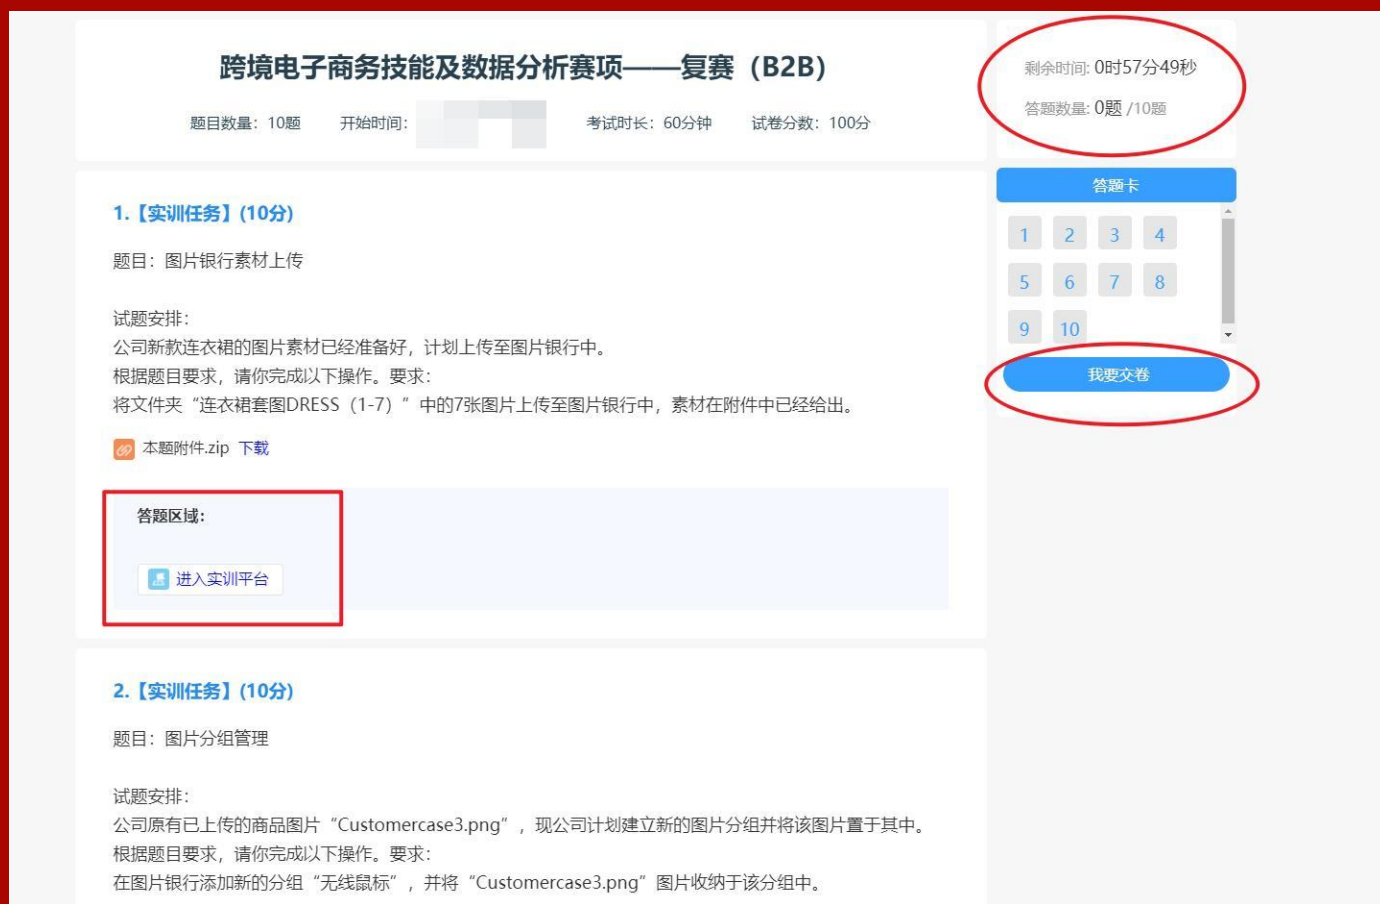 跨境电子商务技能及数据分析赛项——复赛（B2B）
题目数量：10题 开始时间： 考试时长：60分钟 试卷分数：100分
剩余时间: 0时57分49秒
答题数量: 0题 /10题
答题卡
1 2 3 4
5 6 7 8
9 10
我要交卷
1.【实训任务】(10分)
题目：图片银行素材上传
试题安排：
公司新款连衣裙的图片素材已经准备好，计划上传至图片银行中。
根据题目要求，请你完成以下操作。要求：
将文件夹“连衣裙套图DRESS（1-7）”中的7张图片上传至图片银行中，素材在附件中已经给出。
本题附件.zip 下载
答题区域：
进入实训平台
2.【实训任务】(10分)
题目：图片分组管理
试题安排：
公司原有已上传的商品图片“Customercase3.png”，现公司计划建立新的图片分组并将该图片置于其中。
根据题目要求，请你完成以下操作。要求：
在图片银行添加新的分组“无线鼠标”，并将“Customercase3.png”图片收纳于该分组中。